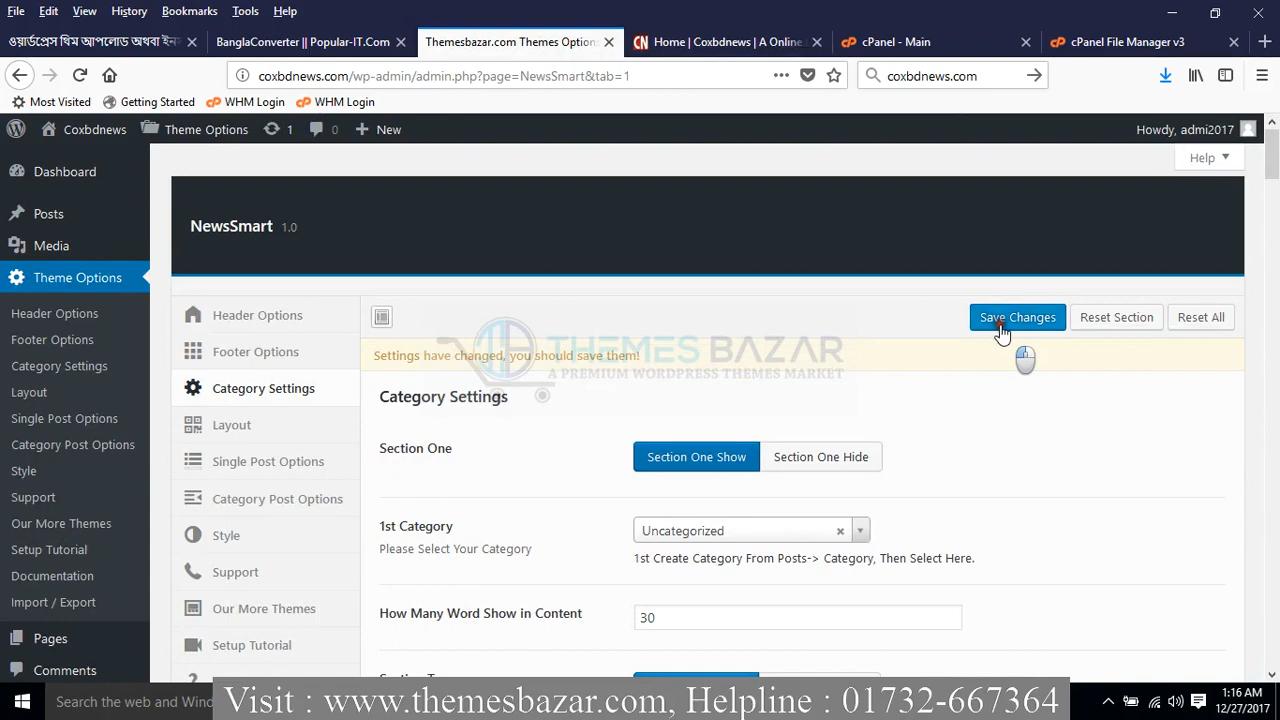 File Edit View History Bookmarks Tools Help
ওয়ার্ডপ্রেস থিম আপলোড অথবা ইনস
BanglaConverter || Popular-IT.Com
Themesbazar.com Themes Options
CN Home | Coxbdnews | A Online
cP cPanel - Main
cP cPanel File Manager v3
coxbdnews.com/wp-admin/admin.php?page=NewsSmart&tab=1
coxbdnews.com
Most Visited Getting Started cP WHM Login cP WHM Login
Coxbdnews Theme Options 1 0 New
Howdy, admi2017
Help
Dashboard
Posts
Media
Theme Options
Header Options
Footer Options
Category Settings
Layout
Single Post Options
Category Post Options
Style
Support
Our More Themes
Setup Tutorial
Documentation
Import / Export
Pages
Comments
NewsSmart 1.0
Header Options
Footer Options
Category Settings
Layout
Single Post Options
Category Post Options
Style
Support
Our More Themes
Setup Tutorial
Save Changes Reset Section Reset All
Settings have changed, you should save them!
THEMES BAZAR
A PREMIUM WORDPRESS THEMES MARKET
Category Settings
Section One
Section One Show Section One Hide
1st Category
Please Select Your Category
Uncategorized
1st Create Category From Posts-> Category, Then Select Here.
How Many Word Show in Content
30
Search the web and Wind
Visit : www.themesbazar.com, Helpline : 01732-667364
1:16 AM
12/27/2017